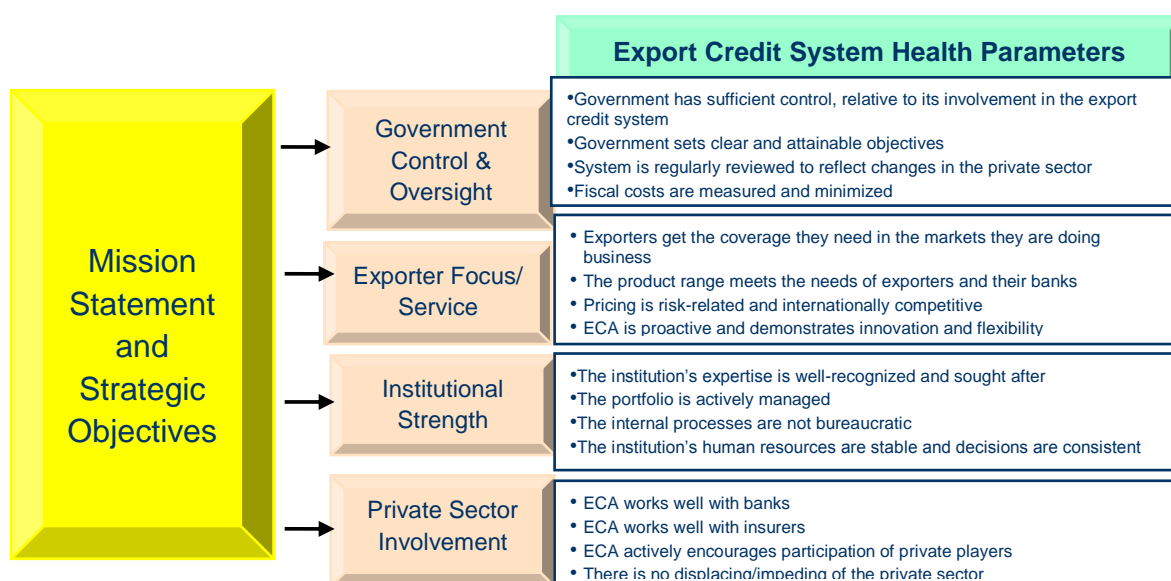 Export Credit System Health Parameters
Mission
Statement
and
Strategic
Objectives
Government
Control &
Oversight
•Government has sufficient control, relative to its involvement in the export
credit system
•Government sets clear and attainable objectives
•System is regularly reviewed to reflect changes in the private sector
•Fiscal costs are measured and minimized
Exporter Focus/
Service
• Exporters get the coverage they need in the markets they are doing
business
• The product range meets the needs of exporters and their banks
• Pricing is risk-related and internationally competitive
• ECA is proactive and demonstrates innovation and flexibility
Institutional
Strength
•The institution’s expertise is well-recognized and sought after
•The portfolio is actively managed
•The internal processes are not bureaucratic
•The institution’s human resources are stable and decisions are consistent
Private Sector
Involvement
• ECA works well with banks
• ECA works well with insurers
• ECA actively encourages participation of private players
• There is no displacing/impeding of the private sector